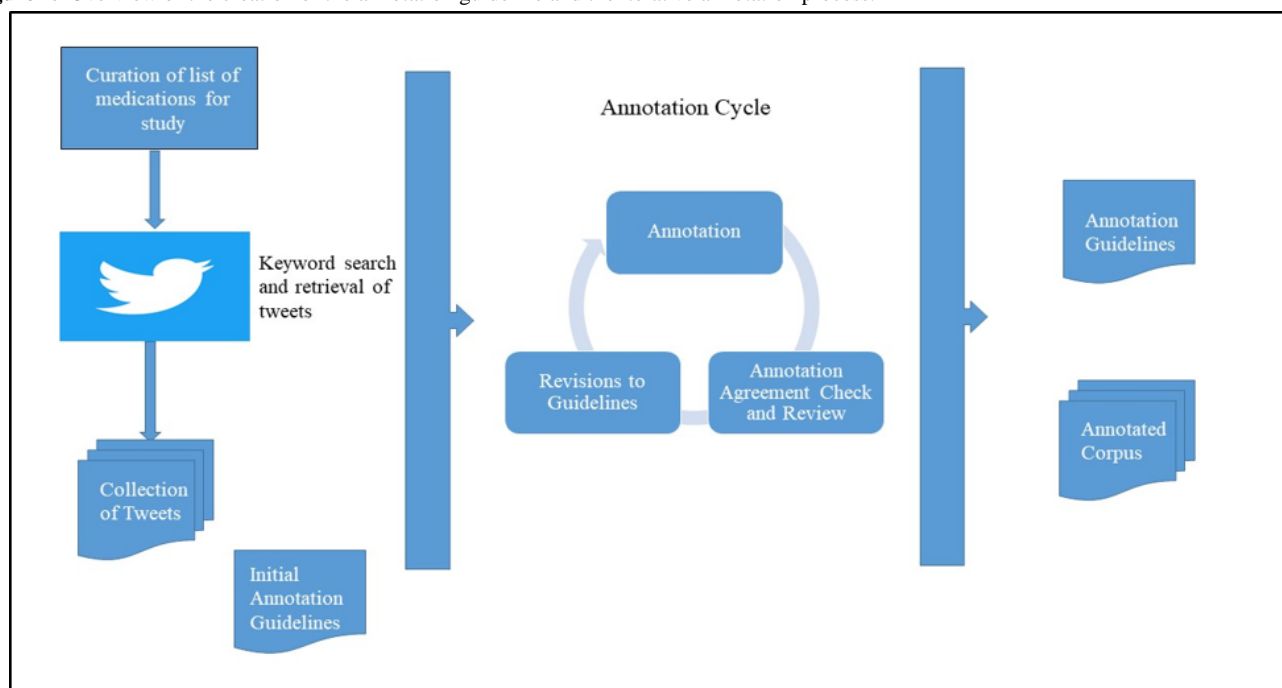 Curation of list of
medications for
study
Keyword search
and retrieval of
tweets
Collection
of Tweets
Initial
Annotation
Guidelines
Annotation Cycle
Annotation
Annotation
Agreement Check
and Review
Revisions to
Guidelines
Annotation
Guidelines
Annotated
Corpus